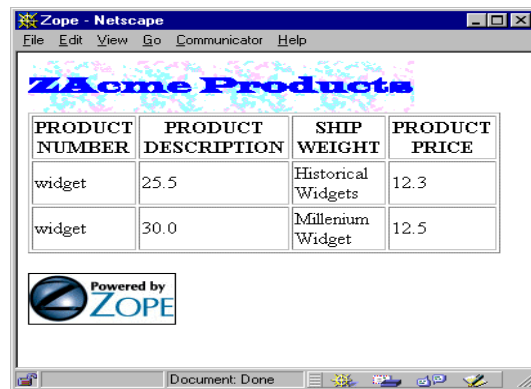 Zope - Netscape
File Edit View Go Communicator Help
ZAcme Products
PRODUCT NUMBER PRODUCT DESCRIPTION SHIP WEIGHT PRODUCT PRICE
widget 25.5 Historical Widgets 12.3
widget 30.0 Millenium Widget 12.5
Powered by
ZOPE
Document: Done